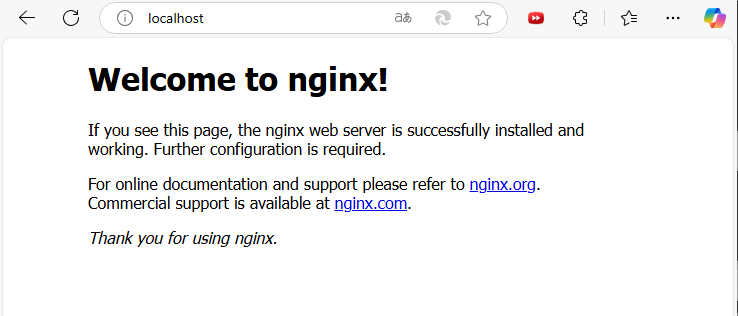 localhost
aあ
Welcome to nginx!
If you see this page, the nginx web server is successfully installed and
working. Further configuration is required.
For online documentation and support please refer to nginx.org.
Commercial support is available at nginx.com.
Thank you for using nginx.